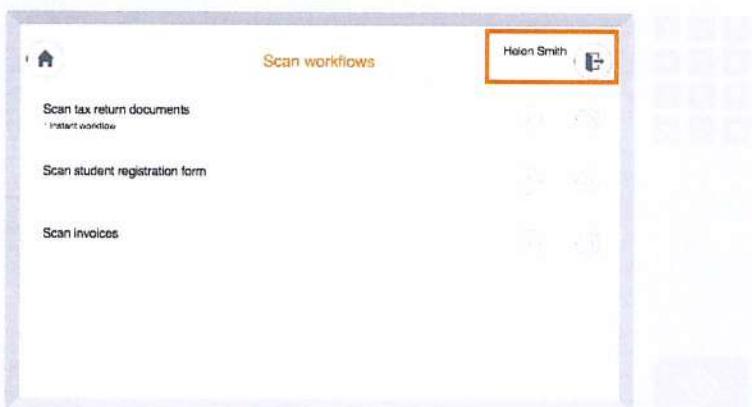 Scan workflows
Helen Smith
Scan tax return documents
* Instant workflow
Scan student registration form
Scan invoices